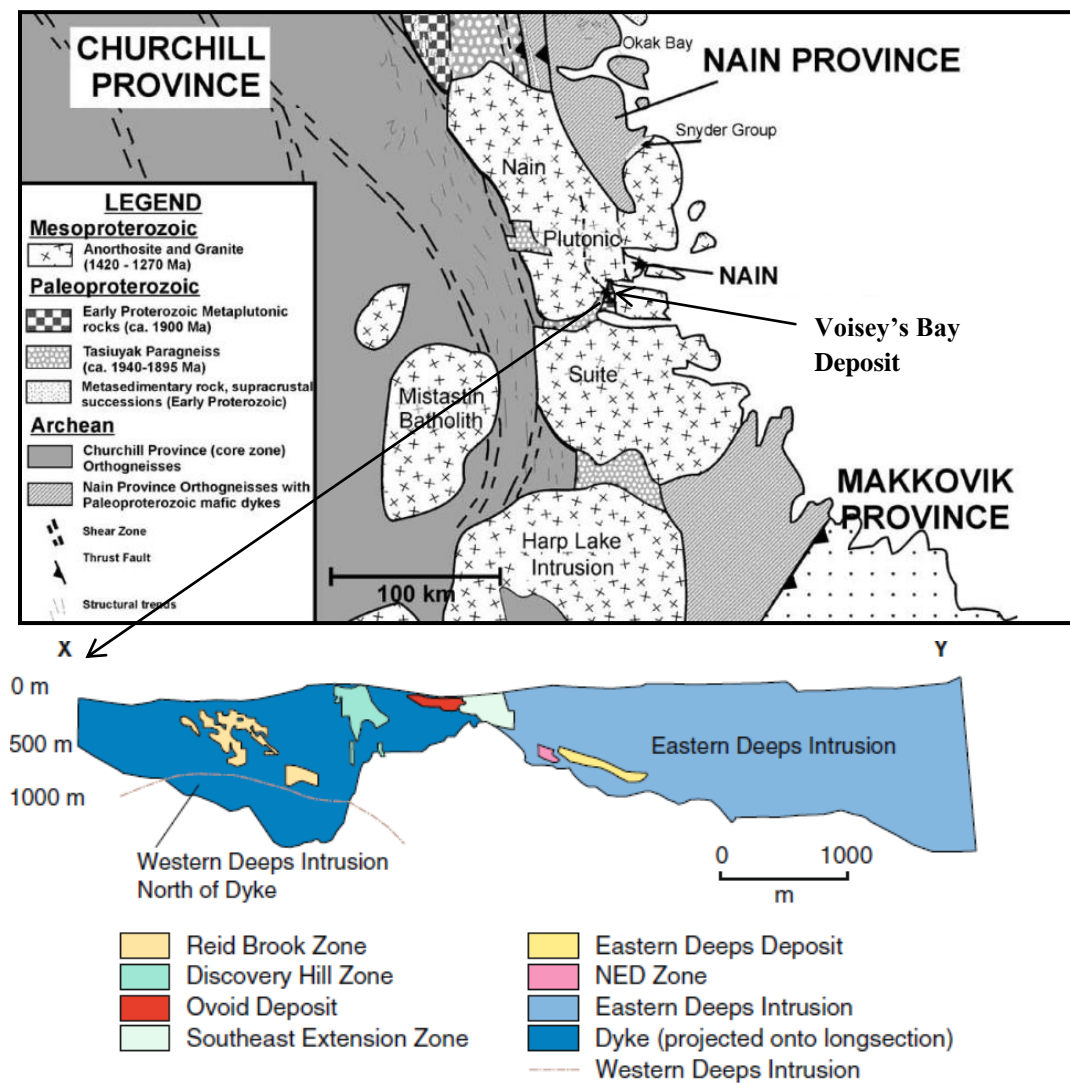 CHURCHILL
PROVINCE
Okak Bay
NAIN PROVINCE
Snyder Group
Nain
Plutonic
NAIN
Voisey's Bay
Deposit
Suite
Mistastin
Batholith
MAKKOVIK
PROVINCE
Harp Lake
Intrusion
100 km
LEGEND
Mesoproterozoic
Anorthosite and Granite
(1420 - 1270 Ma)
Paleoproterozoic
Early Proterozoic Metaplutonic
rocks (ca. 1900 Ma)
Tasiuyak Paragneiss
(ca. 1940-1895 Ma)
Metasedimentary rock, supracrustal
successions (Early Proterozoic)
Archean
Churchill Province (core zone)
Orthogneisses
Nain Province Orthogneisses with
Paleoproterozoic mafic dykes
Shear Zone
Thrust Fault
Structural trends
X
Y
0 m
500 m
1000 m
Eastern Deeps Intrusion
Western Deeps Intrusion
North of Dyke
0 1000
m
Reid Brook Zone
Discovery Hill Zone
Ovoid Deposit
Southeast Extension Zone
Eastern Deeps Deposit
NED Zone
Eastern Deeps Intrusion
Dyke (projected onto longsection)
Western Deeps Intrusion